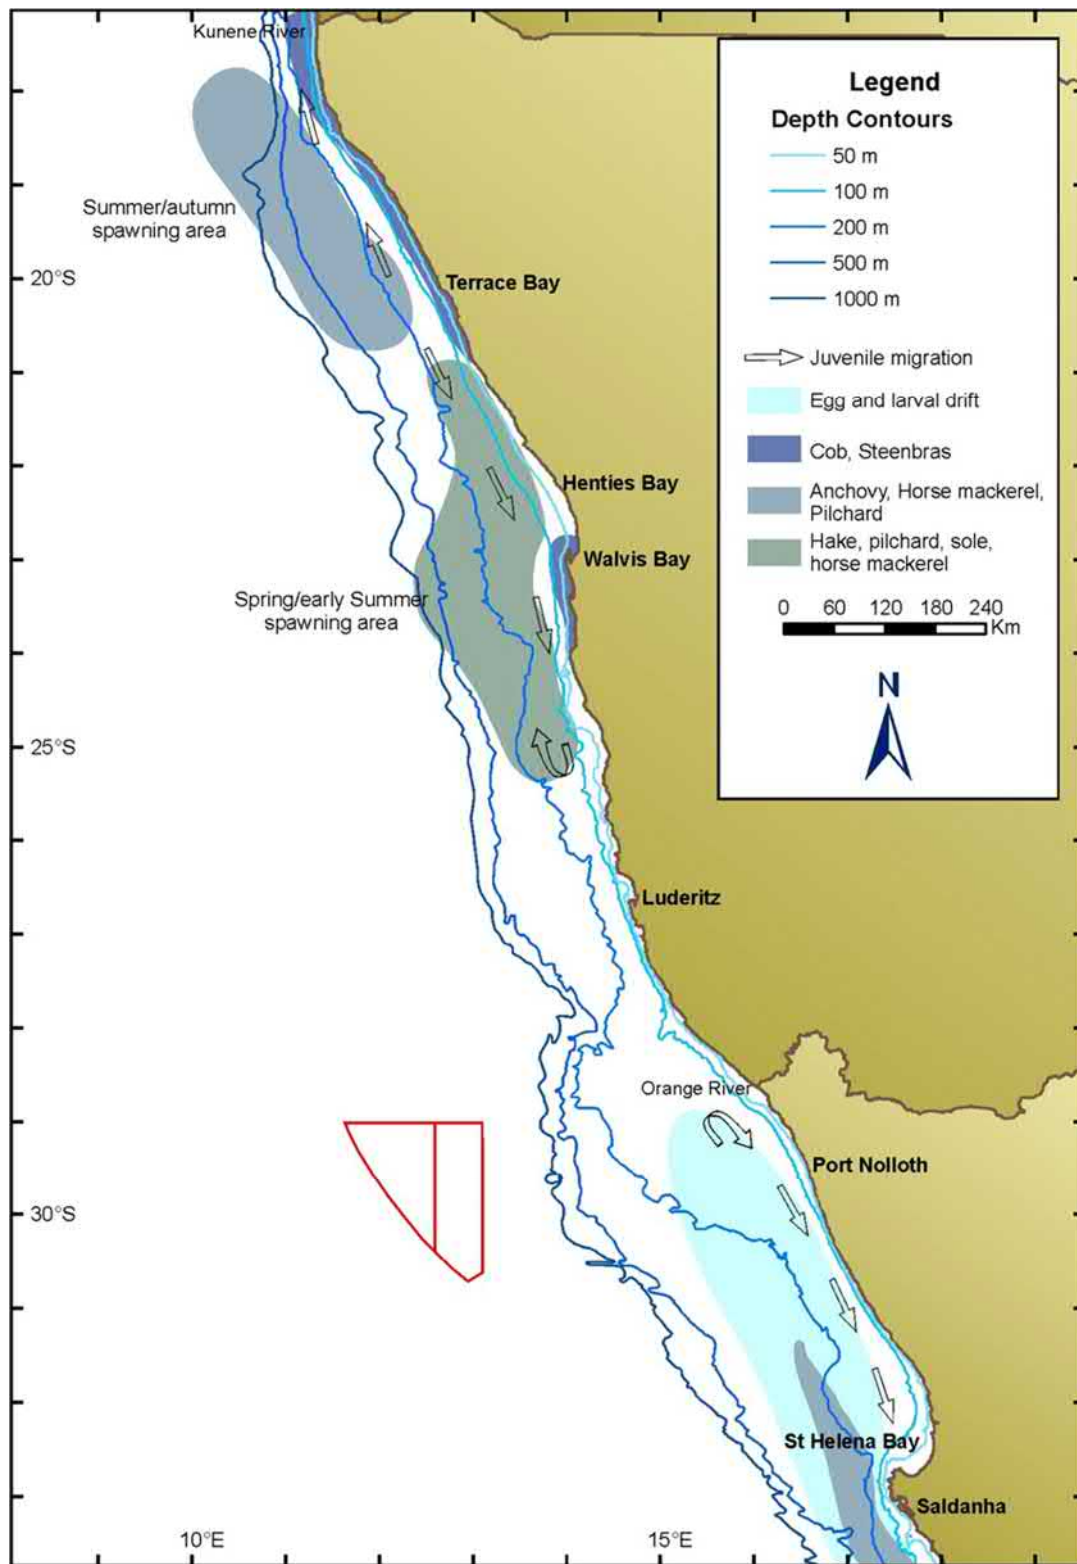 Kunene River
Legend
Depth Contours
50 m
100 m
200 m
500 m
1000 m
Juvenile migration
Egg and larval drift
Cob, Steenbras
Anchovy, Horse mackerel,
Pilchard
Hake, pilchard, sole,
horse mackerel
0 60 120 180 240
Km
N
Summer/autumn
spawning area
20°S
Terrace Bay
Henties Bay
Walvis Bay
Spring/early Summer
spawning area
25°S
Luderitz
Orange River
Port Nolloth
30°S
St Helena Bay
Saldanha
10°E
15°E